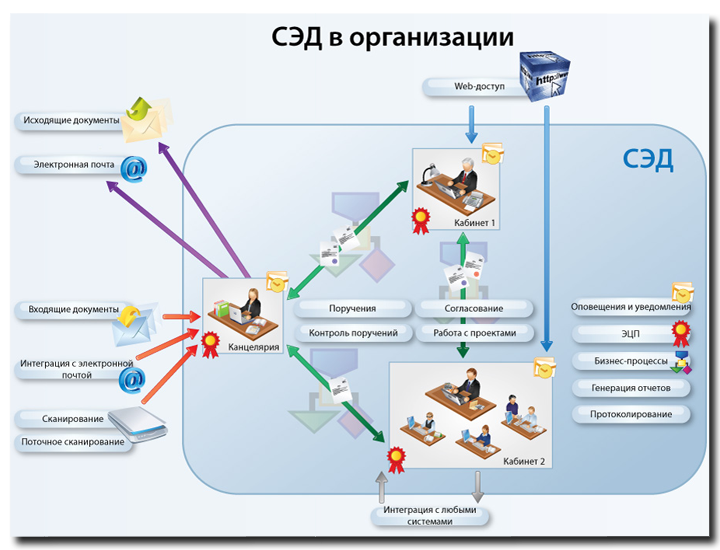 СЭД в организации
Web-доступ
http://www
Исходящие документы
Электронная почта
СЭД
Кабинет 1
Входящие документы
Интеграция с электронной
почтой
Сканирование
Поточное сканирование
Канцелярия
Поручения
Согласование
Контроль поручений
Работа с проектами
Оповещения и уведомления
ЭЦП
Бизнес-процессы
Генерация отчетов
Протоколирование
Кабинет 2
Интеграция с любыми
системами